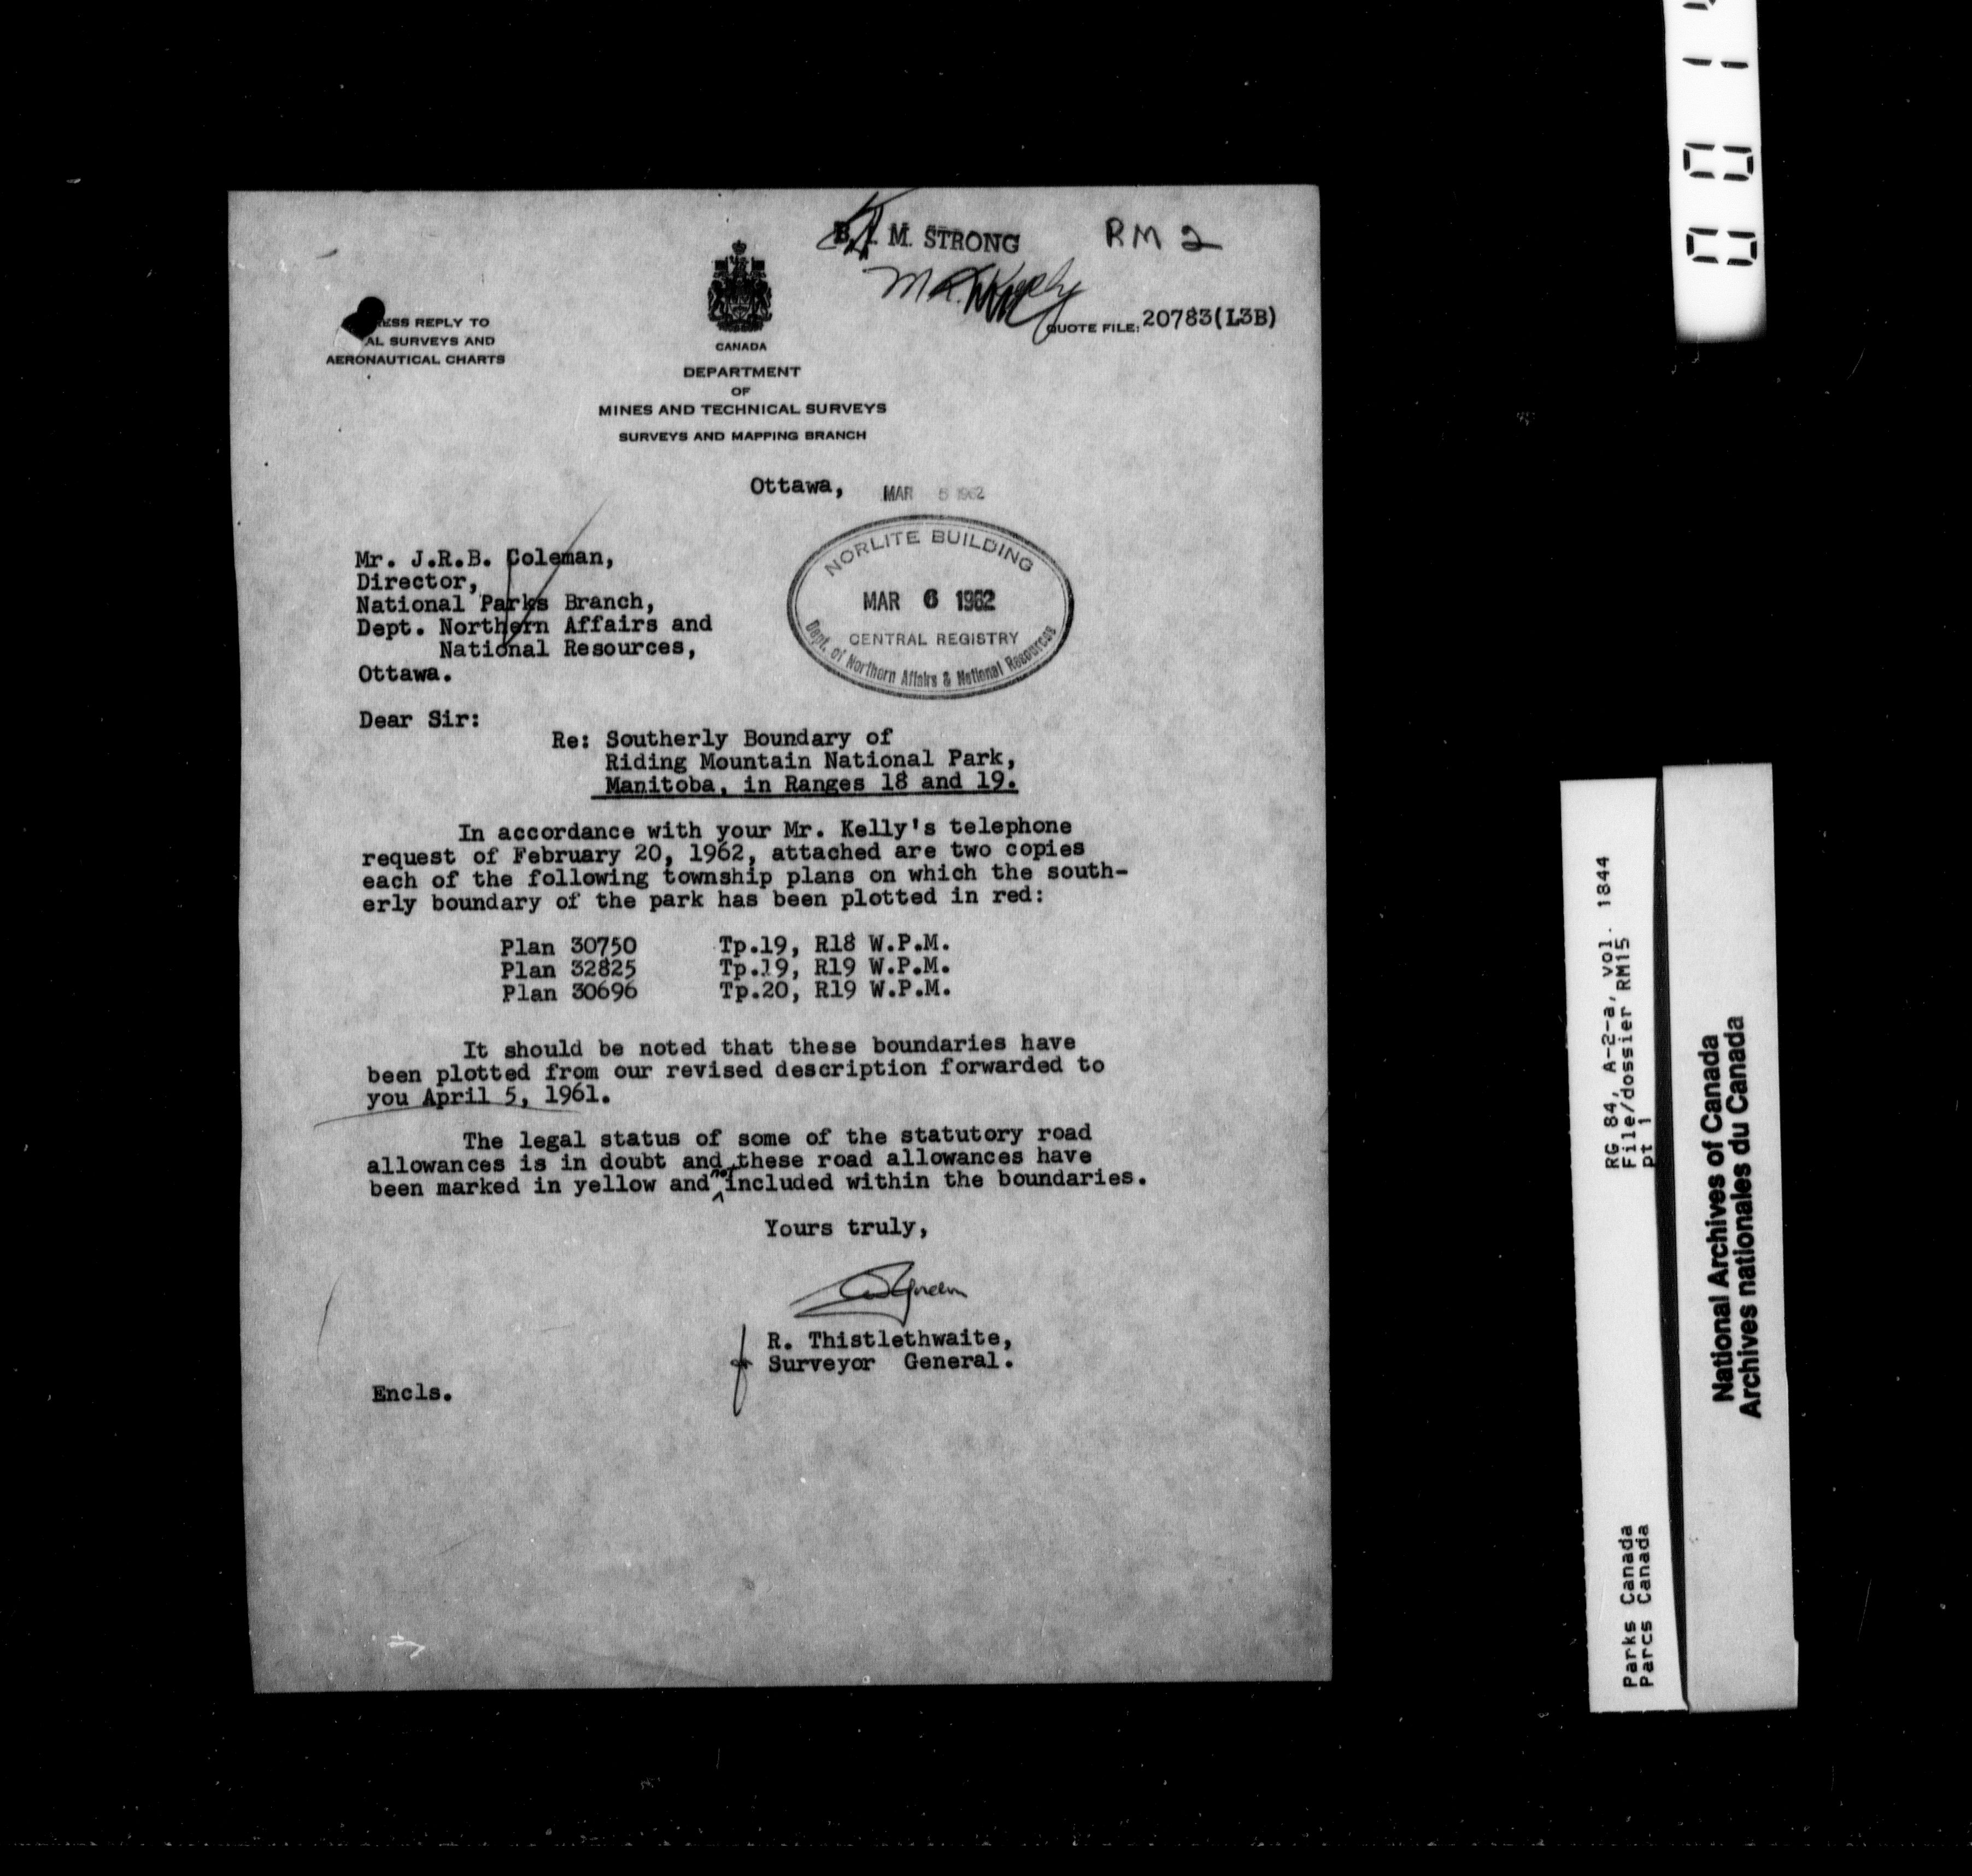 B. I. M. STRONG
RM 2
Mr. Kelly
QUOTE FILE: 20783(L3B)
RESS REPLY TO
AL SURVEYS AND
AERONAUTICAL CHARTS
CANADA
DEPARTMENT
OF
MINES AND TECHNICAL SURVEYS
SURVEYS AND MAPPING BRANCH
Ottawa, MAR 5 1962
NORLITE BUILDING
MAR 6 1962
CENTRAL REGISTRY
Dept. of Northern Affairs & National Resources
Mr. J.R.B. Coleman,
Director,
National Parks Branch,
Dept. Northern Affairs and
National Resources,
Ottawa.
Dear Sir:
Re: Southerly Boundary of
Riding Mountain National Park,
Manitoba, in Ranges 18 and 19.
In accordance with your Mr. Kelly's telephone
request of February 20, 1962, attached are two copies
each of the following township plans on which the south-
erly boundary of the park has been plotted in red:
Plan 30750 Tp.19, R18 W.P.M.
Plan 32825 Tp.19, R19 W.P.M.
Plan 30696 Tp.20, R19 W.P.M.
It should be noted that these boundaries have
been plotted from our revised description forwarded to
you April 5, 1961.
The legal status of some of the statutory road
allowances is in doubt and these road allowances have
been marked in yellow and not included within the boundaries.
Yours truly,
R. Thistlethwaite,
for Surveyor General.
Encls.
RG 84, A-2-a, vol. 1844
File/dossier RM15
pt 1
Parks Canada
Parcs Canada
National Archives of Canada
Archives nationales du Canada